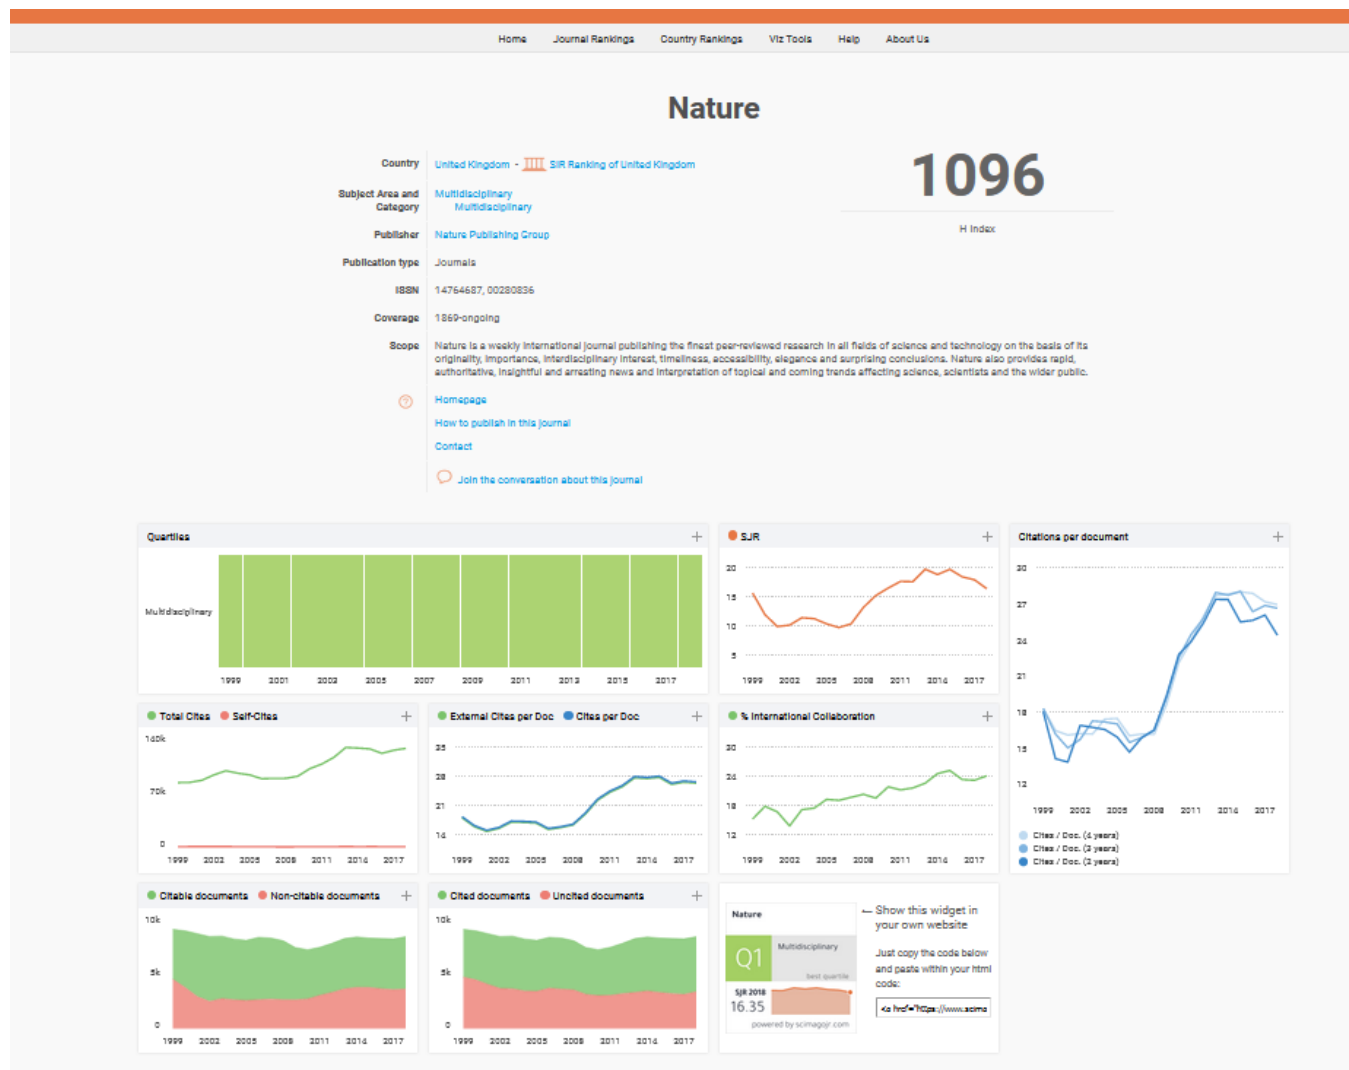 Home Journal Rankings Country Rankings Viz Tools Help About Us
Nature
Country United Kingdom - SIR Ranking of United Kingdom
1096
H Index
Subject Area and Category
Multidisciplinary
Multidisciplinary
Publisher Nature Publishing Group
Publication type Journals
ISSN 14764687, 00280836
Coverage 1869-ongoing
Scope Nature is a weekly international journal publishing the finest peer-reviewed research in all fields of science and technology on the basis of its
originality, importance, interdisciplinary interest, timeliness, accessibility, elegance and surprising conclusions. Nature also provides rapid,
authoritative, insightful and arresting news and interpretation of topical and coming trends affecting science, scientists and the wider public.
? Homepage
How to publish in this journal
Contact
Join the conversation about this journal
Quartiles +
Multidisciplinary
1999 2001 2003 2005 2007 2009 2011 2013 2015 2017
SJR +
20
15
10
5
1999 2002 2005 2008 2011 2014 2017
Citations per document +
30
27
24
21
18
15
12
1999 2002 2005 2008 2011 2014 2017
Cites / Doc. (4 years)
Cites / Doc. (3 years)
Cites / Doc. (2 years)
Total Cites Self-Cites +
140k
70k
0
1999 2002 2005 2008 2011 2014 2017
External Cites per Doc Cites per Doc +
35
28
21
14
1999 2002 2005 2008 2011 2014 2017
% International Collaboration +
30
24
18
12
1999 2002 2005 2008 2011 2014 2017
Citable documents Non-citable documents +
10k
5k
0
1999 2002 2005 2008 2011 2014 2017
Cited documents Uncited documents +
10k
5k
0
1999 2002 2005 2008 2011 2014 2017
Nature
Q1 Multidisciplinary
best quartile
SJR 2018
16.35
powered by scimagojr.com
← Show this widget in
your own website
Just copy the code below
and paste within your html
code:
<a href="https://www.scima